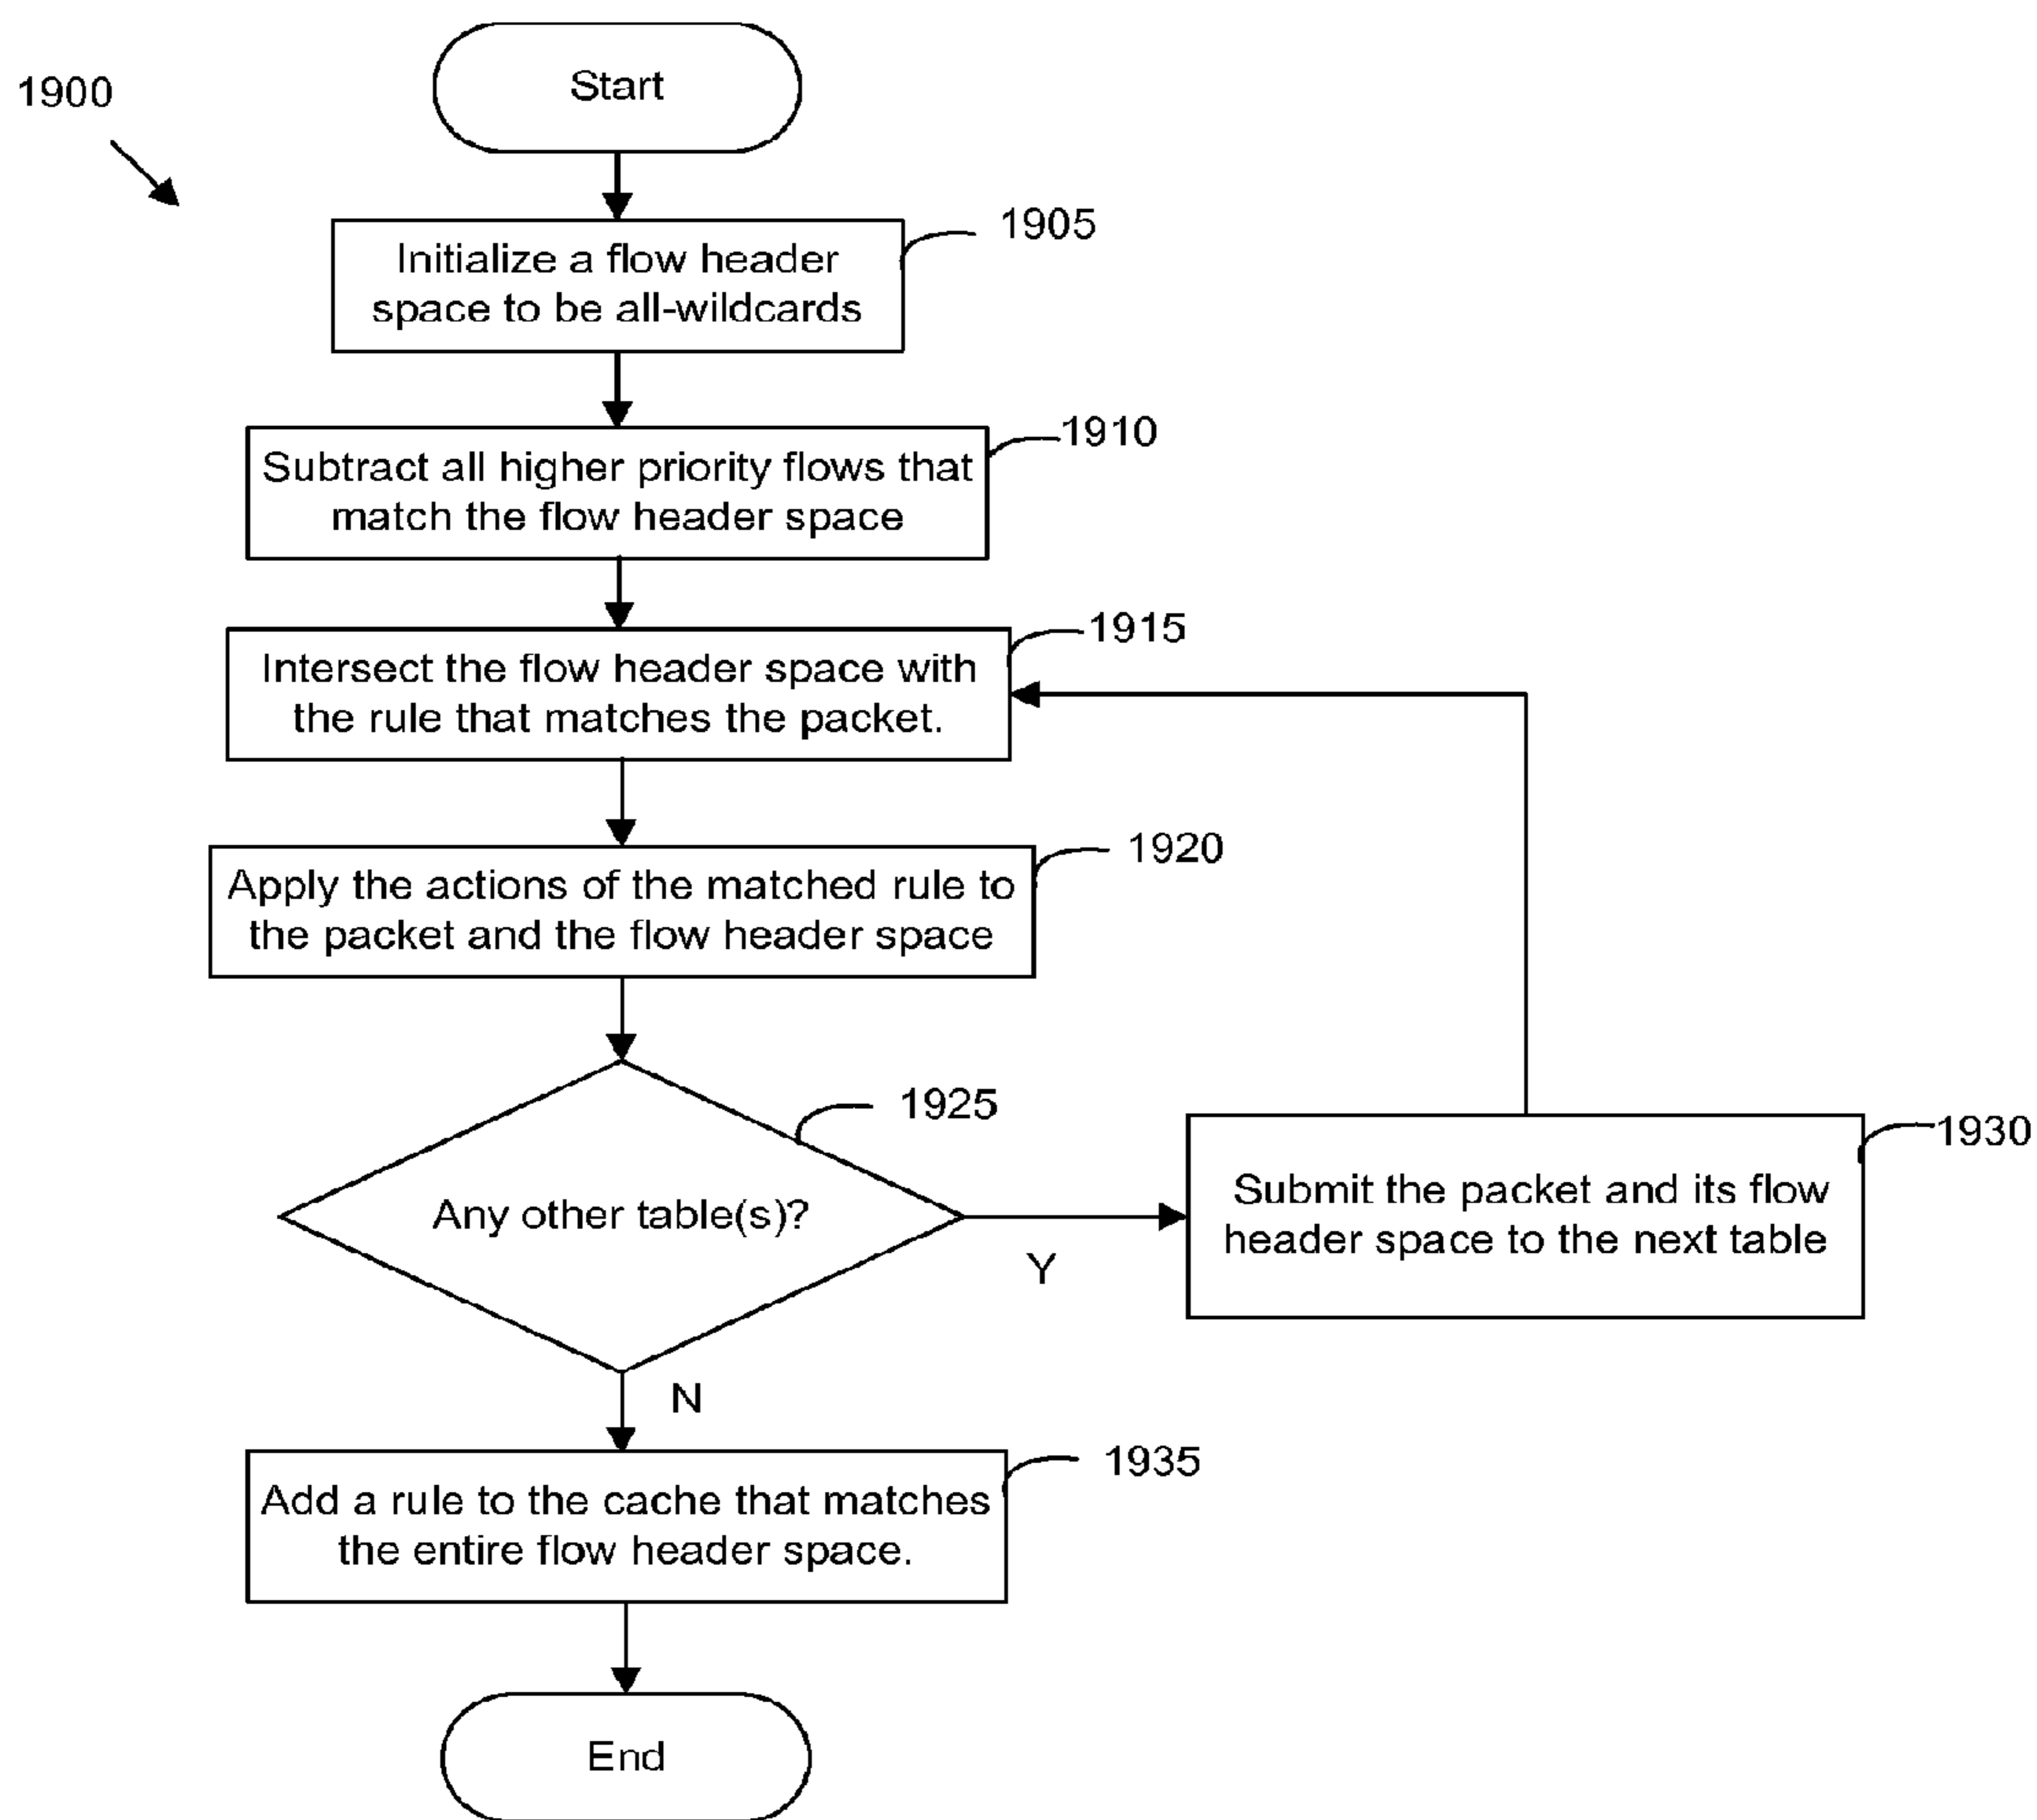 1900
Start
1905
Initialize a flow header
space to be all-wildcards
1910
Subtract all higher priority flows that
match the flow header space
1915
Intersect the flow header space with
the rule that matches the packet.
1920
Apply the actions of the matched rule to
the packet and the flow header space
1925
Any other table(s)?
Y
1930
Submit the packet and its flow
header space to the next table
N
1935
Add a rule to the cache that matches
the entire flow header space.
End